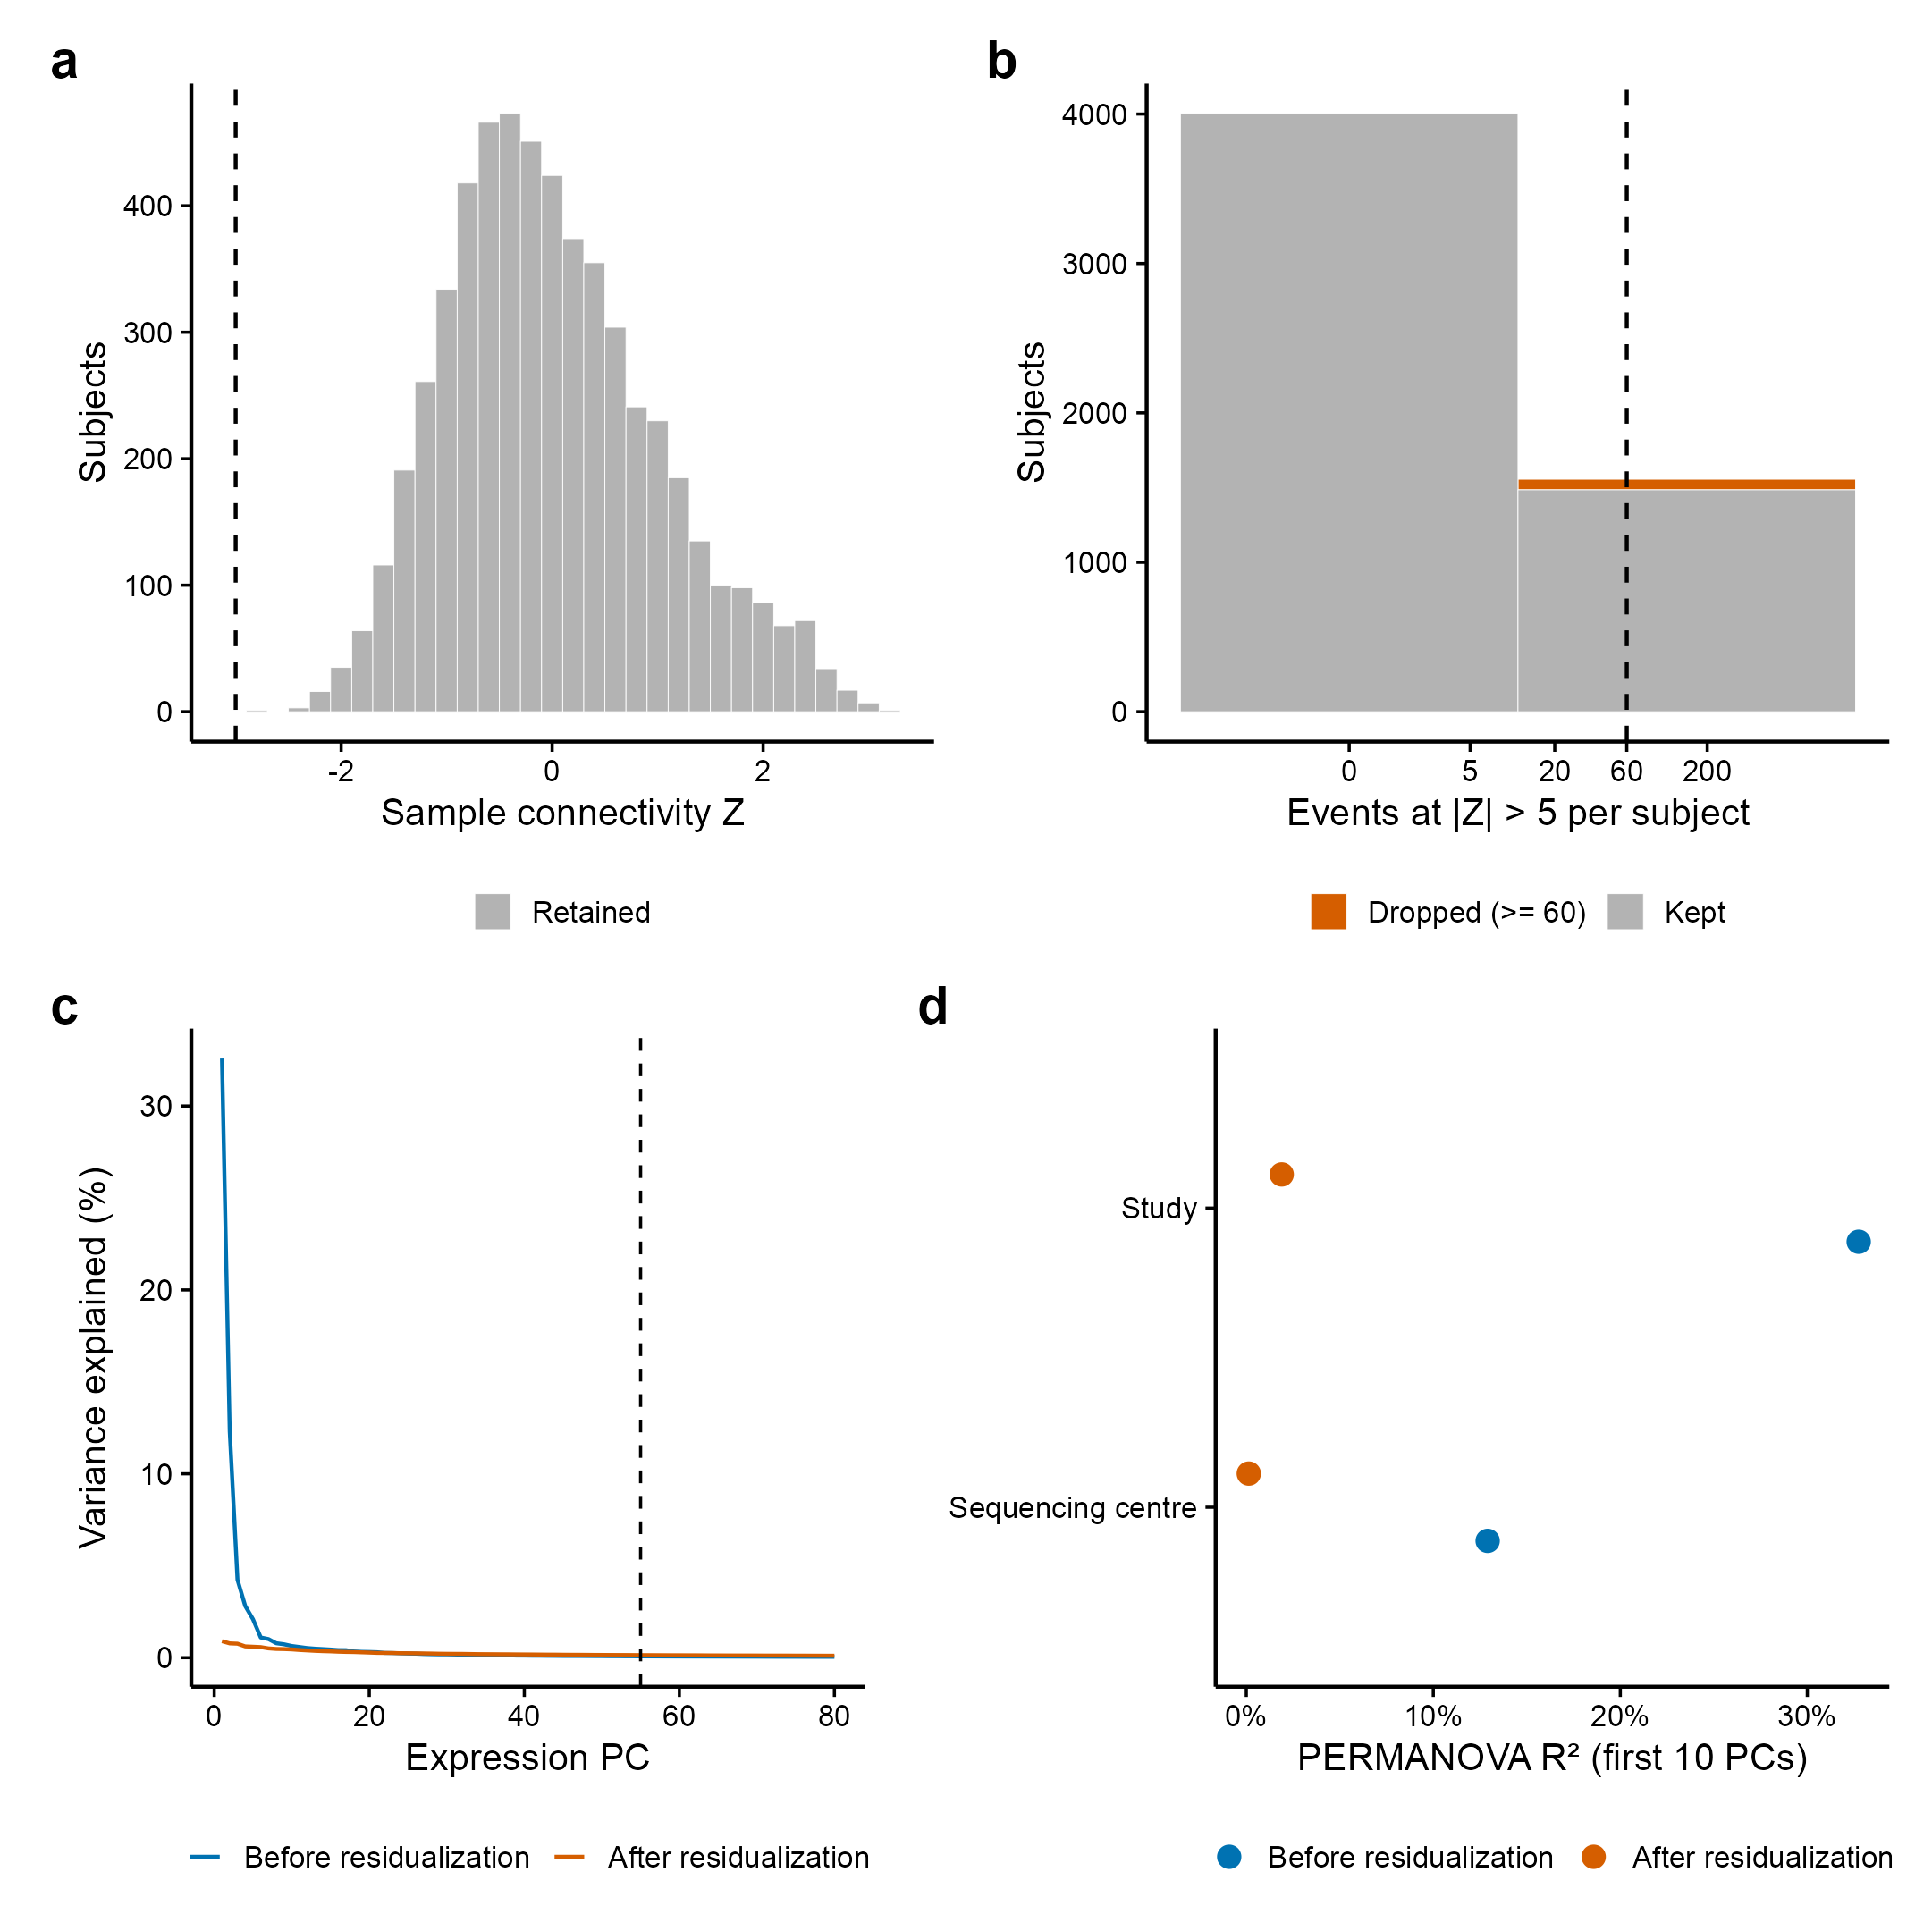 a
Subjects
400
300
200
100
0
-2 0 2
Sample connectivity Z
Retained
b
Subjects
4000
3000
2000
1000
0
0 5 20 60 200
Events at |Z| > 5 per subject
Dropped (>= 60) Kept
c
Variance explained (%)
30
20
10
0
0 20 40 60 80
Expression PC
Before residualization After residualization
d
Study
Sequencing centre
0% 10% 20% 30%
PERMANOVA R² (first 10 PCs)
Before residualization After residualization